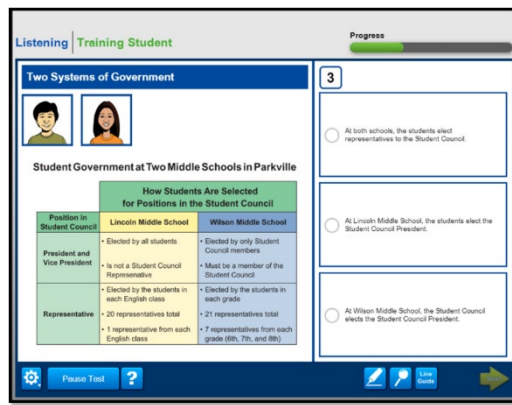 Listening Training Student
Progress
Two Systems of Government
Student Government at Two Middle Schools in Parkville
How Students Are Selected
for Positions in the Student Council
Position in
Student Council
Lincoln Middle School
Wilson Middle School
President and
Vice President
• Elected by all students
• Is not a Student Council
Represenative
• Elected by only Student
Council members
• Must be a member of the
Student Council
Representative
• Elected by the students in
each English class
• 20 representatives total
• 1 representative from each
English class
• Elected by the students in
each grade
• 21 representatives total
• 7 representatives from each
grade (6th, 7th, and 8th)
3
At both schools, the students elect
representatives to the Student Council.
At Lincoln Middle School, the students elect the
Student Council President.
At Wilson Middle School, the Student Council
elects the Student Council President.
Pause Test
?
Line
Guide